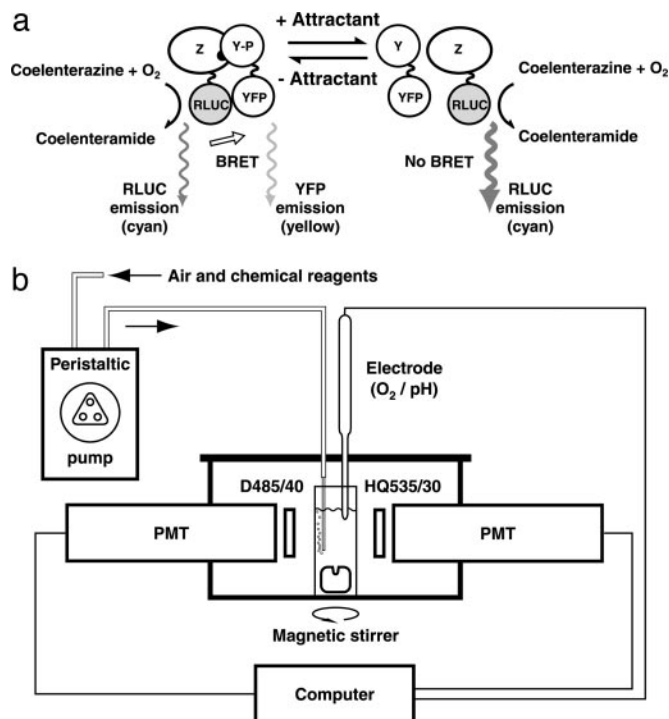 a
+ Attractant
- Attractant
Z
Y-P
Y
Z
Coelenterazine + O₂
RLUC
YFP
YFP
RLUC
Coelenterazine + O₂
Coelenteramide
BRET
No BRET
Coelenteramide
RLUC
emission
(cyan)
YFP
emission
(yellow)
RLUC
emission
(cyan)
b
Air and chemical reagents
Peristaltic
pump
Electrode
(O₂ / pH)
D485/40
HQ535/30
PMT
PMT
Magnetic stirrer
Computer